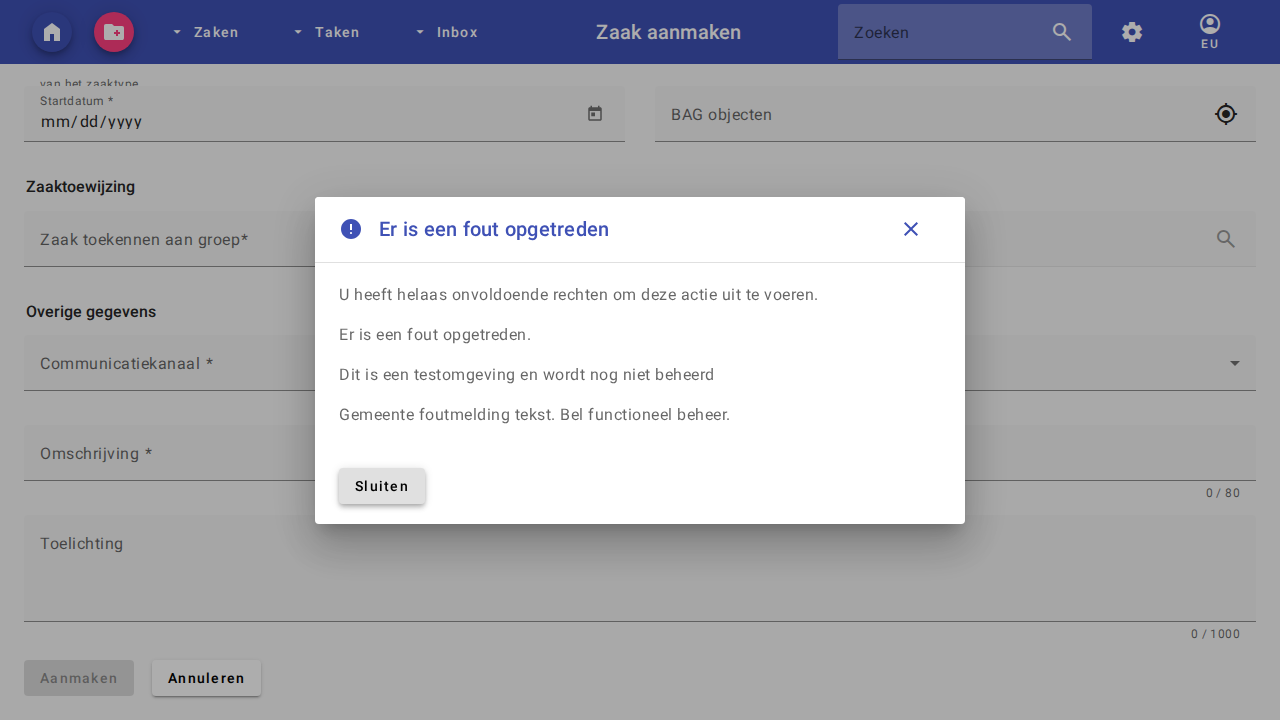 Zaken
Taken
Inbox
Zaak aanmaken
Zoeken
EU
van het zaaktype
Startdatum *
mm/dd/yyyy
BAG objecten
Zaaktoewijzing
Zaak toekennen aan groep*
Overige gegevens
Communicatiekanaal *
Omschrijving *
0 / 80
Toelichting
0 / 1000
Aanmaken
Annuleren
Er is een fout opgetreden
U heeft helaas onvoldoende rechten om deze actie uit te voeren.
Er is een fout opgetreden.
Dit is een testomgeving en wordt nog niet beheerd
Gemeente foutmelding tekst. Bel functioneel beheer.
Sluiten